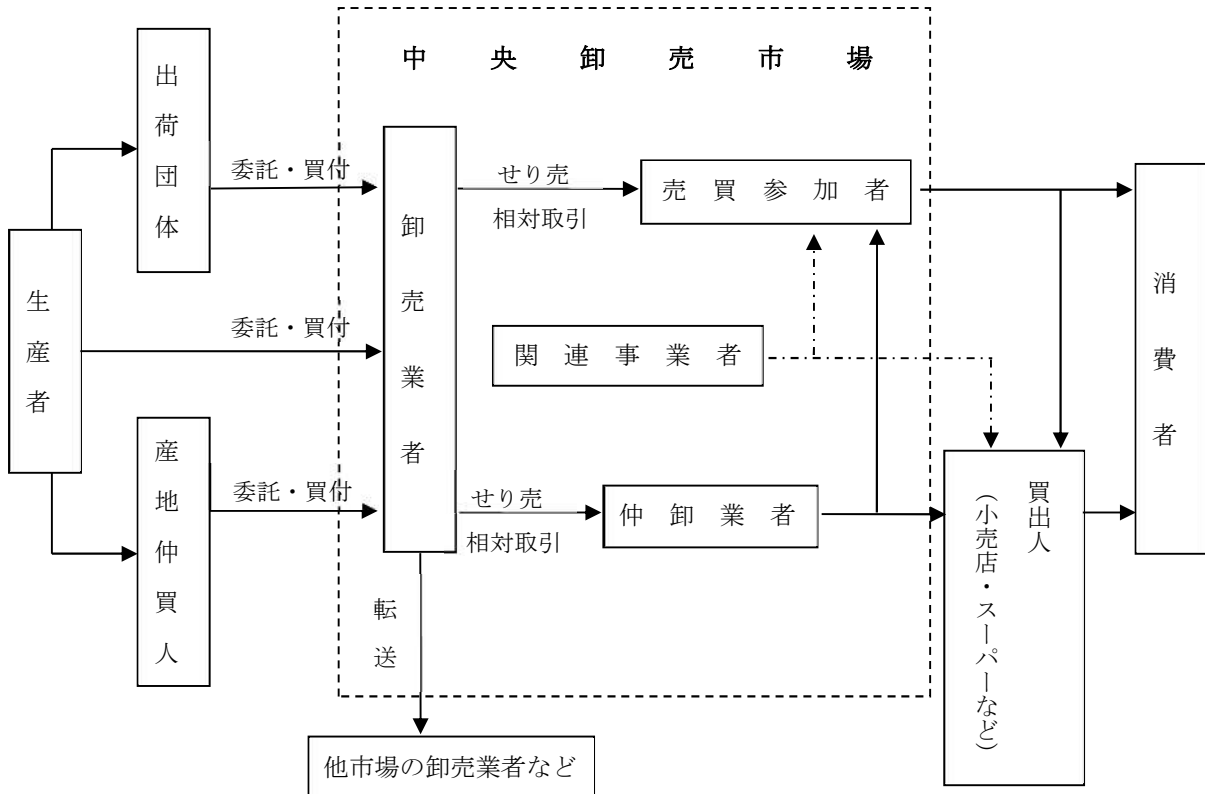 中央卸売市場
出荷団体
生産者
産地仲買人
委託・買付
委託・買付
委託・買付
卸売業者
せり売
相対取引
売買参加者
関連事業者
せり売
相対取引
仲卸業者
転送
他市場の卸売業者など
買出人
(小売店・スーパーなど)
消費者